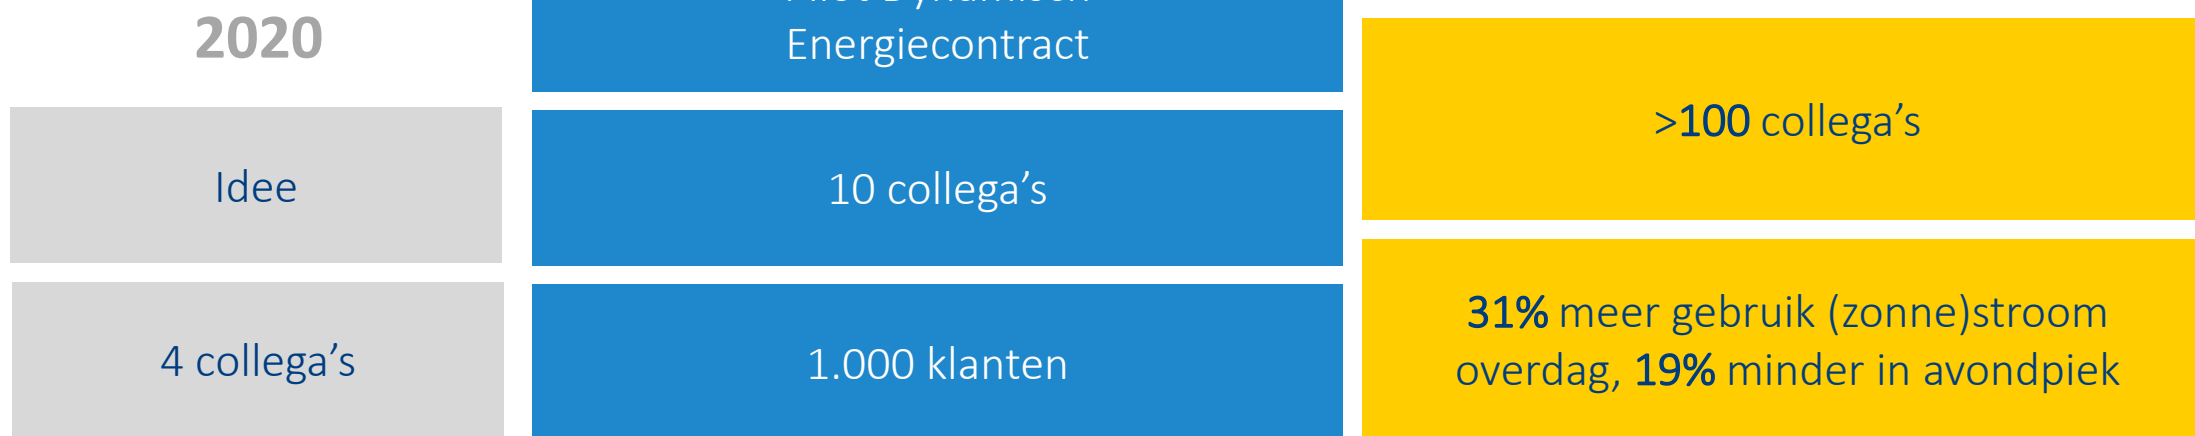 2020
Idee
4 collega’s
Energiecontract
10 collega’s
1.000 klanten
>100 collega’s
31% meer gebruik (zonne)stroom
overdag, 19% minder in avondpiek